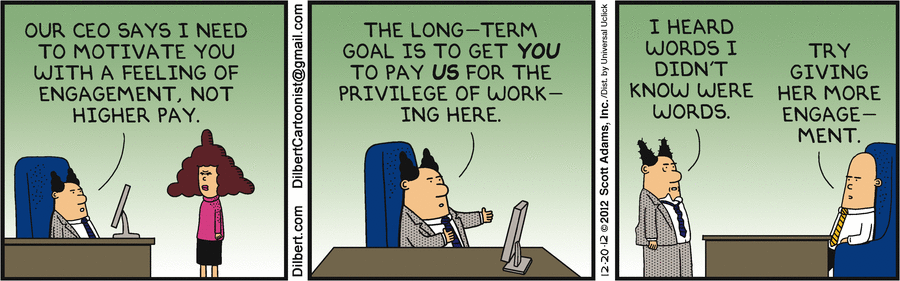 OUR CEO SAYS I NEED
TO MOTIVATE YOU
WITH A FEELING OF
ENGAGEMENT, NOT
HIGHER PAY.
DilbertCartoonist@gmail.com
Dilbert.com
THE LONG-TERM
GOAL IS TO GET YOU
TO PAY US FOR THE
PRIVILEGE OF WORK-
ING HERE.
12-20-12 © 2012 Scott Adams, Inc. /Dist. by Universal Uclick
I HEARD
WORDS I
DIDN'T
KNOW WERE
WORDS.
TRY
GIVING
HER MORE
ENGAGE-
MENT.